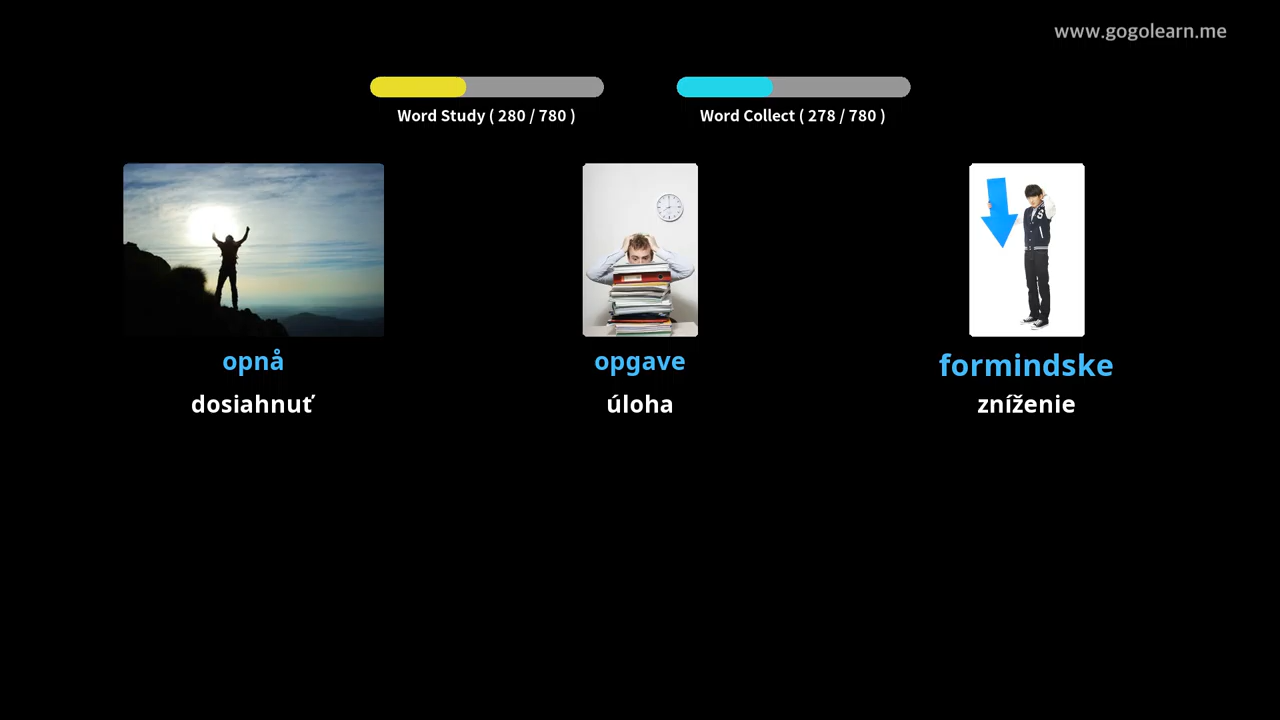 www.gogolearn.me
Word Study ( 280 / 780 )
Word Collect ( 278 / 780 )
opnå
opgave
formindske
dosiahnuť
úloha
zníženie